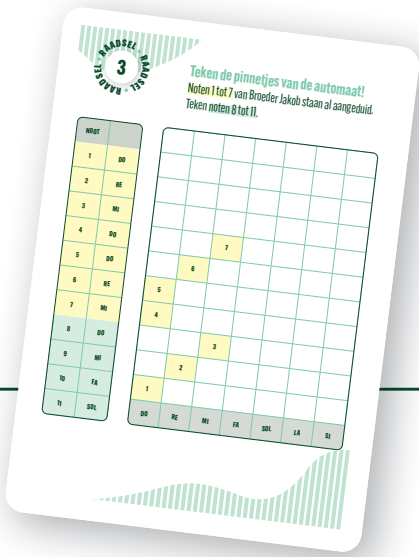 RAADSEL • RAADSEL • RAADSEL •
3
Teken de pinnetjes van de automaat!
Noten 1 tot 7 van Broeder Jakob staan al aangeduid.
Teken noten 8 tot 11.
NOOT
1 DO
2 RE
3 MI
4 DO
5 DO
6 RE
7 MI
8 DO
9 MI
10 FA
11 SOL
7
6
5
4
3
2
1
DO RE MI FA SOL LA SI